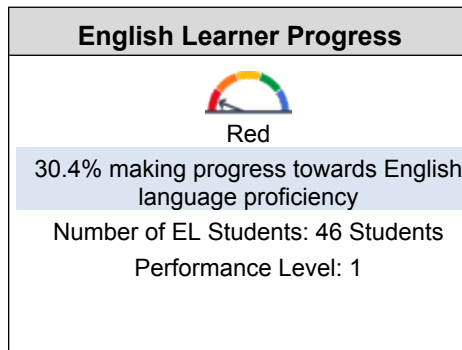 English Learner Progress
Red
30.4% making progress towards English
language proficiency
Number of EL Students: 46 Students
Performance Level: 1